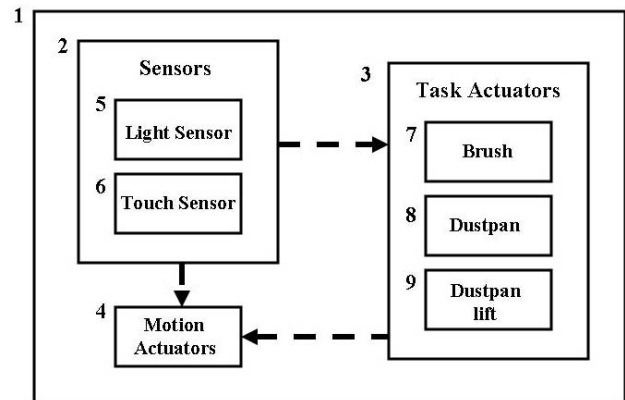 1
2
Sensors
5
Light Sensor
6
Touch Sensor
3
Task Actuators
7
Brush
8
Dustpan
9
Dustpan
lift
4
Motion
Actuators